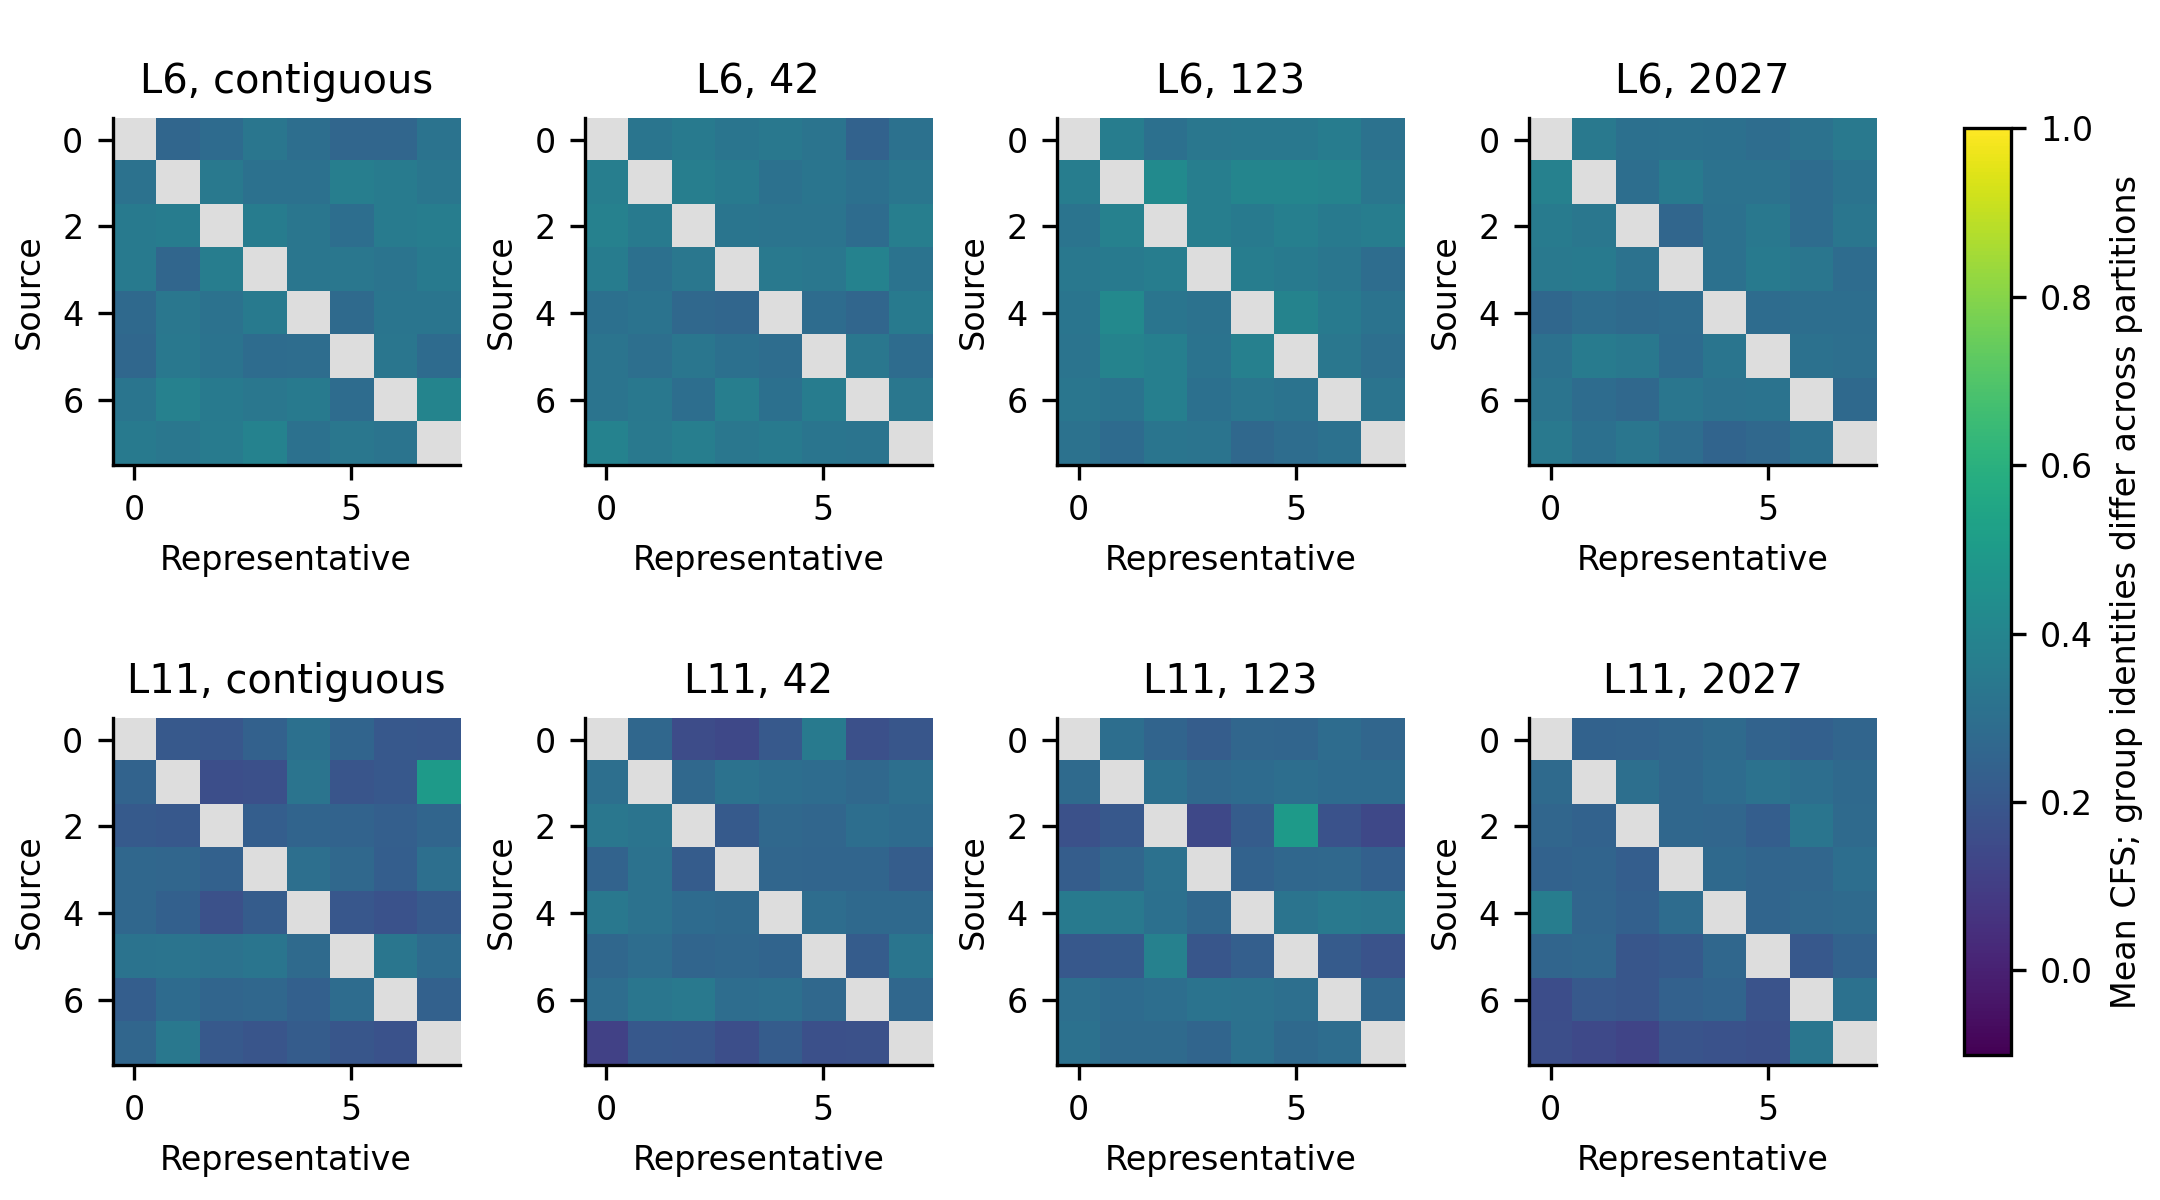 L6, contiguous
L6, 42
L6, 123
L6, 2027
0
2
4
6
Source
0
5
Representative
0
2
4
6
Source
0
5
Representative
0
2
4
6
Source
0
5
Representative
0
2
4
6
Source
0
5
Representative
L11, contiguous
L11, 42
L11, 123
L11, 2027
0
2
4
6
Source
0
5
Representative
0
2
4
6
Source
0
5
Representative
0
2
4
6
Source
0
5
Representative
0
2
4
6
Source
0
5
Representative
1.0
0.8
0.6
0.4
0.2
0.0
Mean CFS; group identities differ across partitions